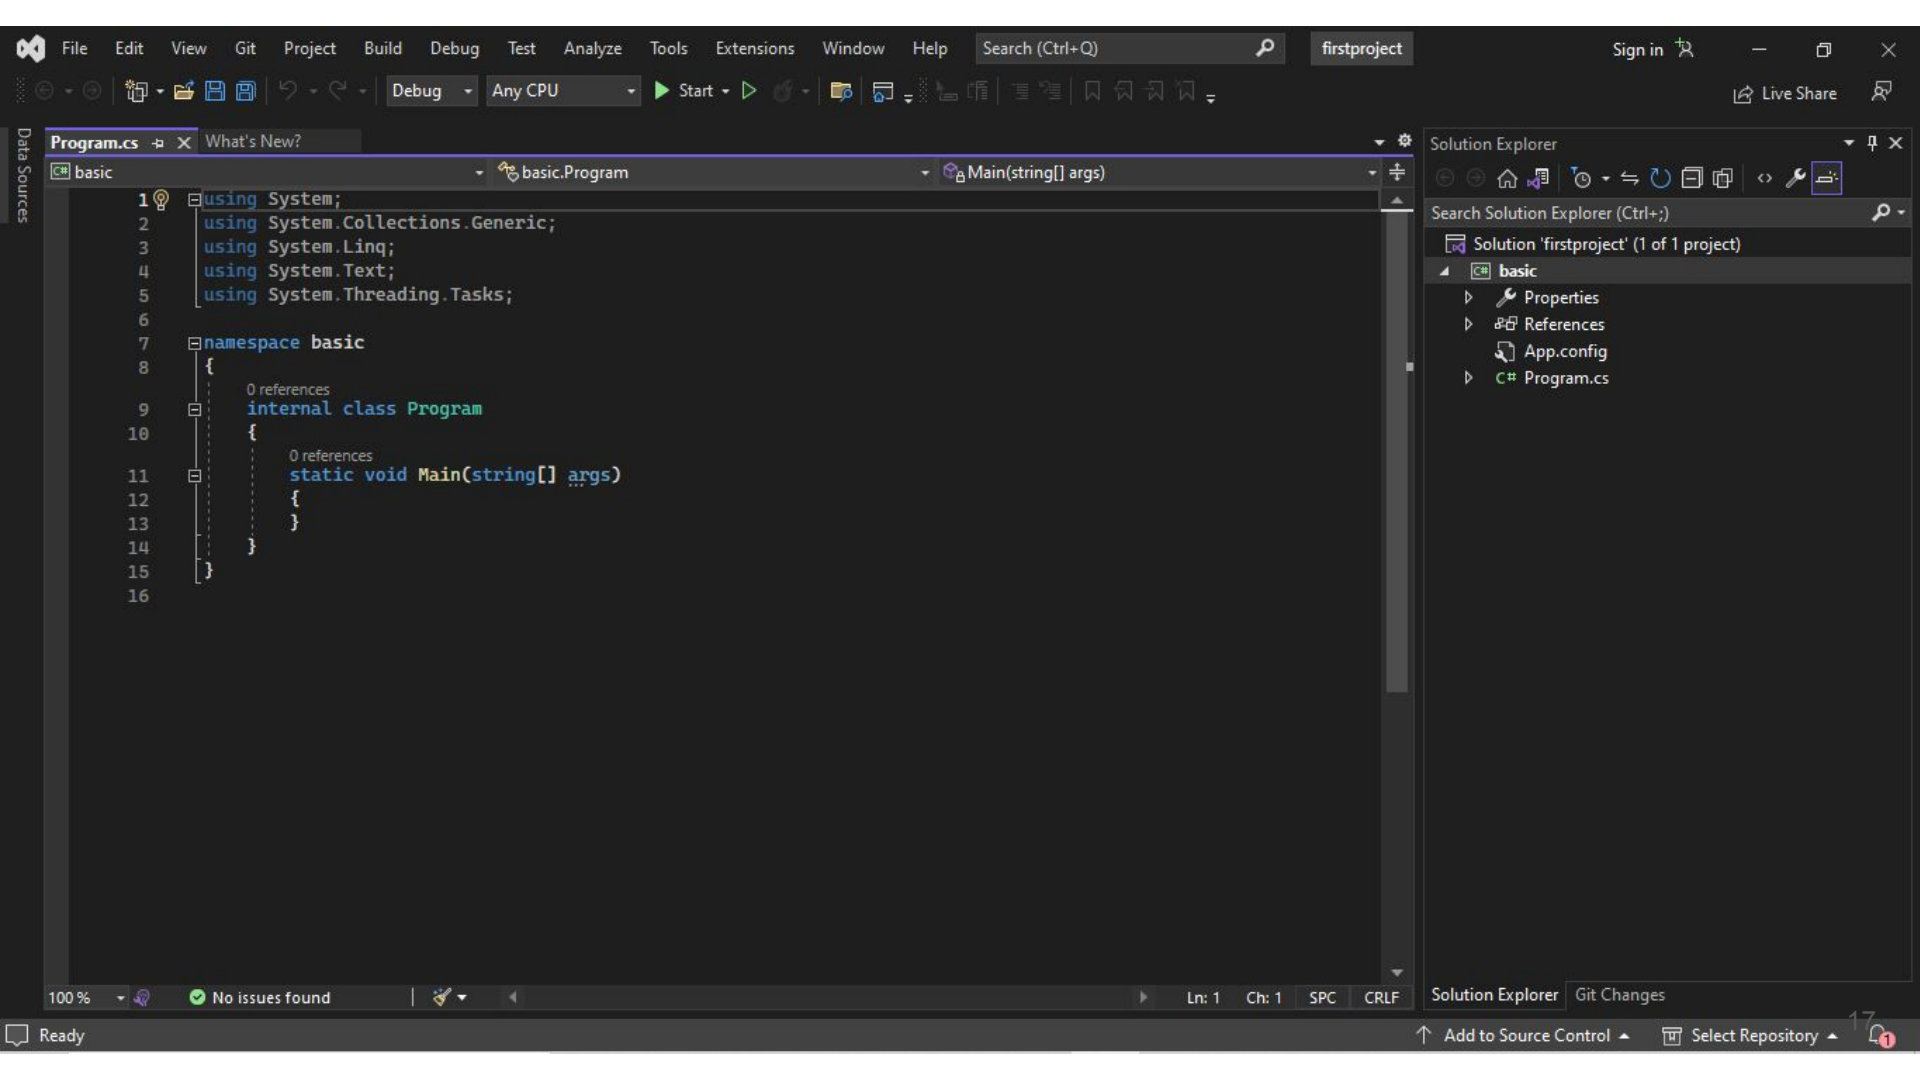 File Edit View Git Project Build Debug Test Analyze Tools Extensions Window Help Search (Ctrl+Q) firstproject Sign in
Debug Any CPU Start Live Share
Data Sources
Program.cs What's New?
basic basic.Program Main(string[] args)
1 using System;
2 using System.Collections.Generic;
3 using System.Linq;
4 using System.Text;
5 using System.Threading.Tasks;
6
7 namespace basic
8 {
0 references
9 internal class Program
10 {
0 references
11 static void Main(string[] args)
12 {
13 }
14 }
15 }
16
100 % No issues found Ln: 1 Ch: 1 SPC CRLF
Solution Explorer
Search Solution Explorer (Ctrl+;)
Solution 'firstproject' (1 of 1 project)
C# basic
Properties
References
App.config
C# Program.cs
Solution Explorer Git Changes
Ready Add to Source Control Select Repository 1
17